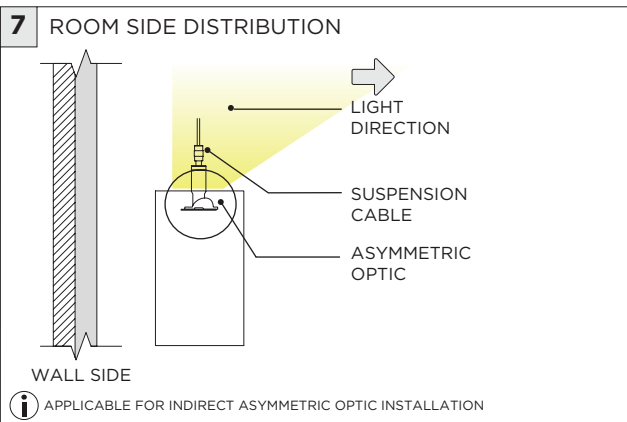 7 ROOM SIDE DISTRIBUTION
LIGHT
DIRECTION
SUSPENSION
CABLE
ASYMMETRIC
OPTIC
WALL SIDE
i APPLICABLE FOR INDIRECT ASYMMETRIC OPTIC INSTALLATION